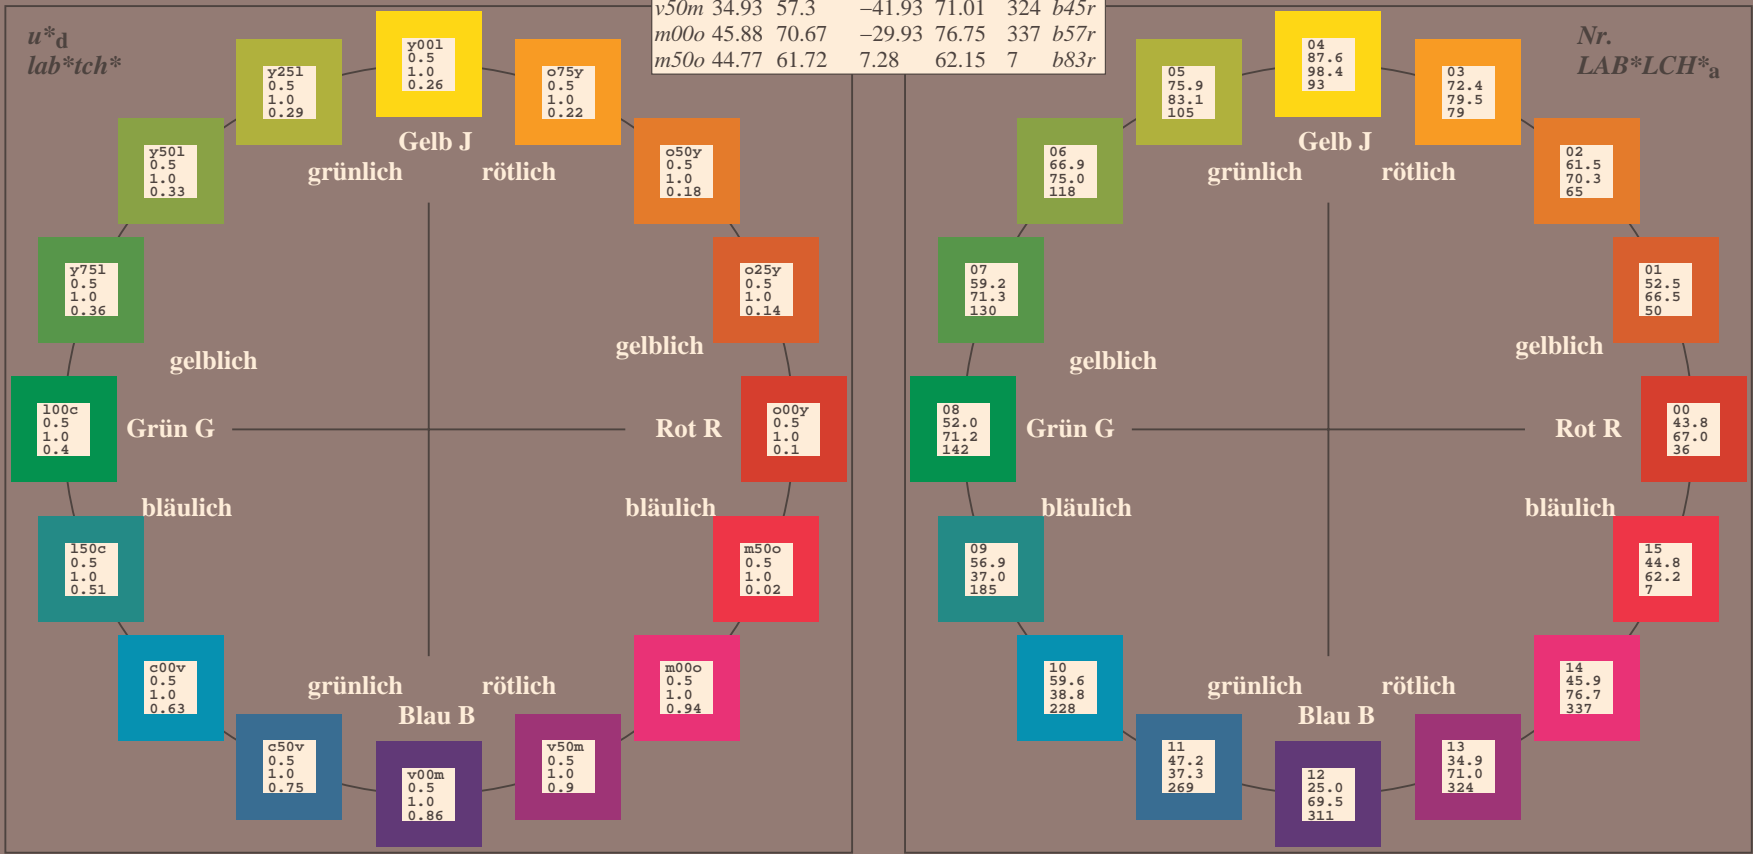 v50m 34.93 57.3 −41.93 71.01 324 b45r
m00o 45.88 70.67 −29.93 76.75 337 b57r
m50o 44.77 61.72 7.28 62.15 7 b83r
u*d
lab*tch*
y00l
0.5
1.0
0.26
y25l
0.5
1.0
0.29
o75y
0.5
1.0
0.22
Gelb J
grünlich rötlich
y50l
0.5
1.0
0.33
o50y
0.5
1.0
0.18
y75l
0.5
1.0
0.36
o25y
0.5
1.0
0.14
gelblich
gelblich
l00c
0.5
1.0
0.4
Grün G
Rot R
o00y
0.5
1.0
0.1
bläulich
bläulich
l50c
0.5
1.0
0.51
m50o
0.5
1.0
0.02
c00v
0.5
1.0
0.63
grünlich rötlich
m00o
0.5
1.0
0.94
Blau B
c50v
0.5
1.0
0.75
v00m
0.5
1.0
0.86
v50m
0.5
1.0
0.9
Nr.
LAB*LCH*a
04
87.6
98.4
93
05
75.9
83.1
105
03
72.4
79.5
79
Gelb J
grünlich rötlich
06
66.9
75.0
118
02
61.5
70.3
65
07
59.2
71.3
130
01
52.5
66.5
50
gelblich
gelblich
08
52.0
71.2
142
Grün G
Rot R
00
43.8
67.0
36
bläulich
bläulich
09
56.9
37.0
185
15
44.8
62.2
7
10
59.6
38.8
228
grünlich rötlich
14
45.9
76.7
337
Blau B
11
47.2
37.3
269
12
25.0
69.5
311
13
34.9
71.0
324